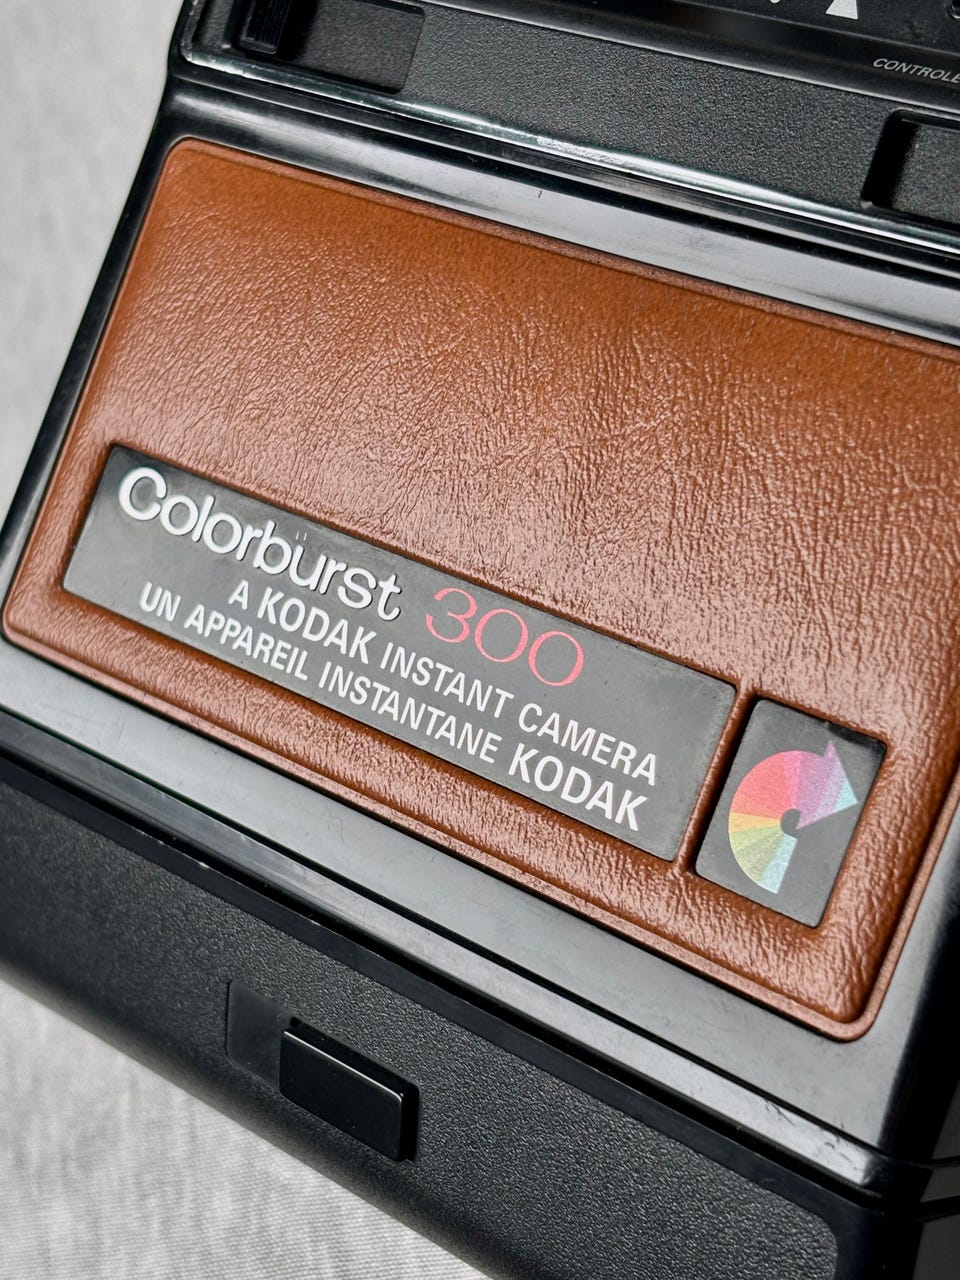 CONTROLE
Colorbürst 300
A KODAK INSTANT CAMERA
UN APPAREIL INSTANTANE KODAK